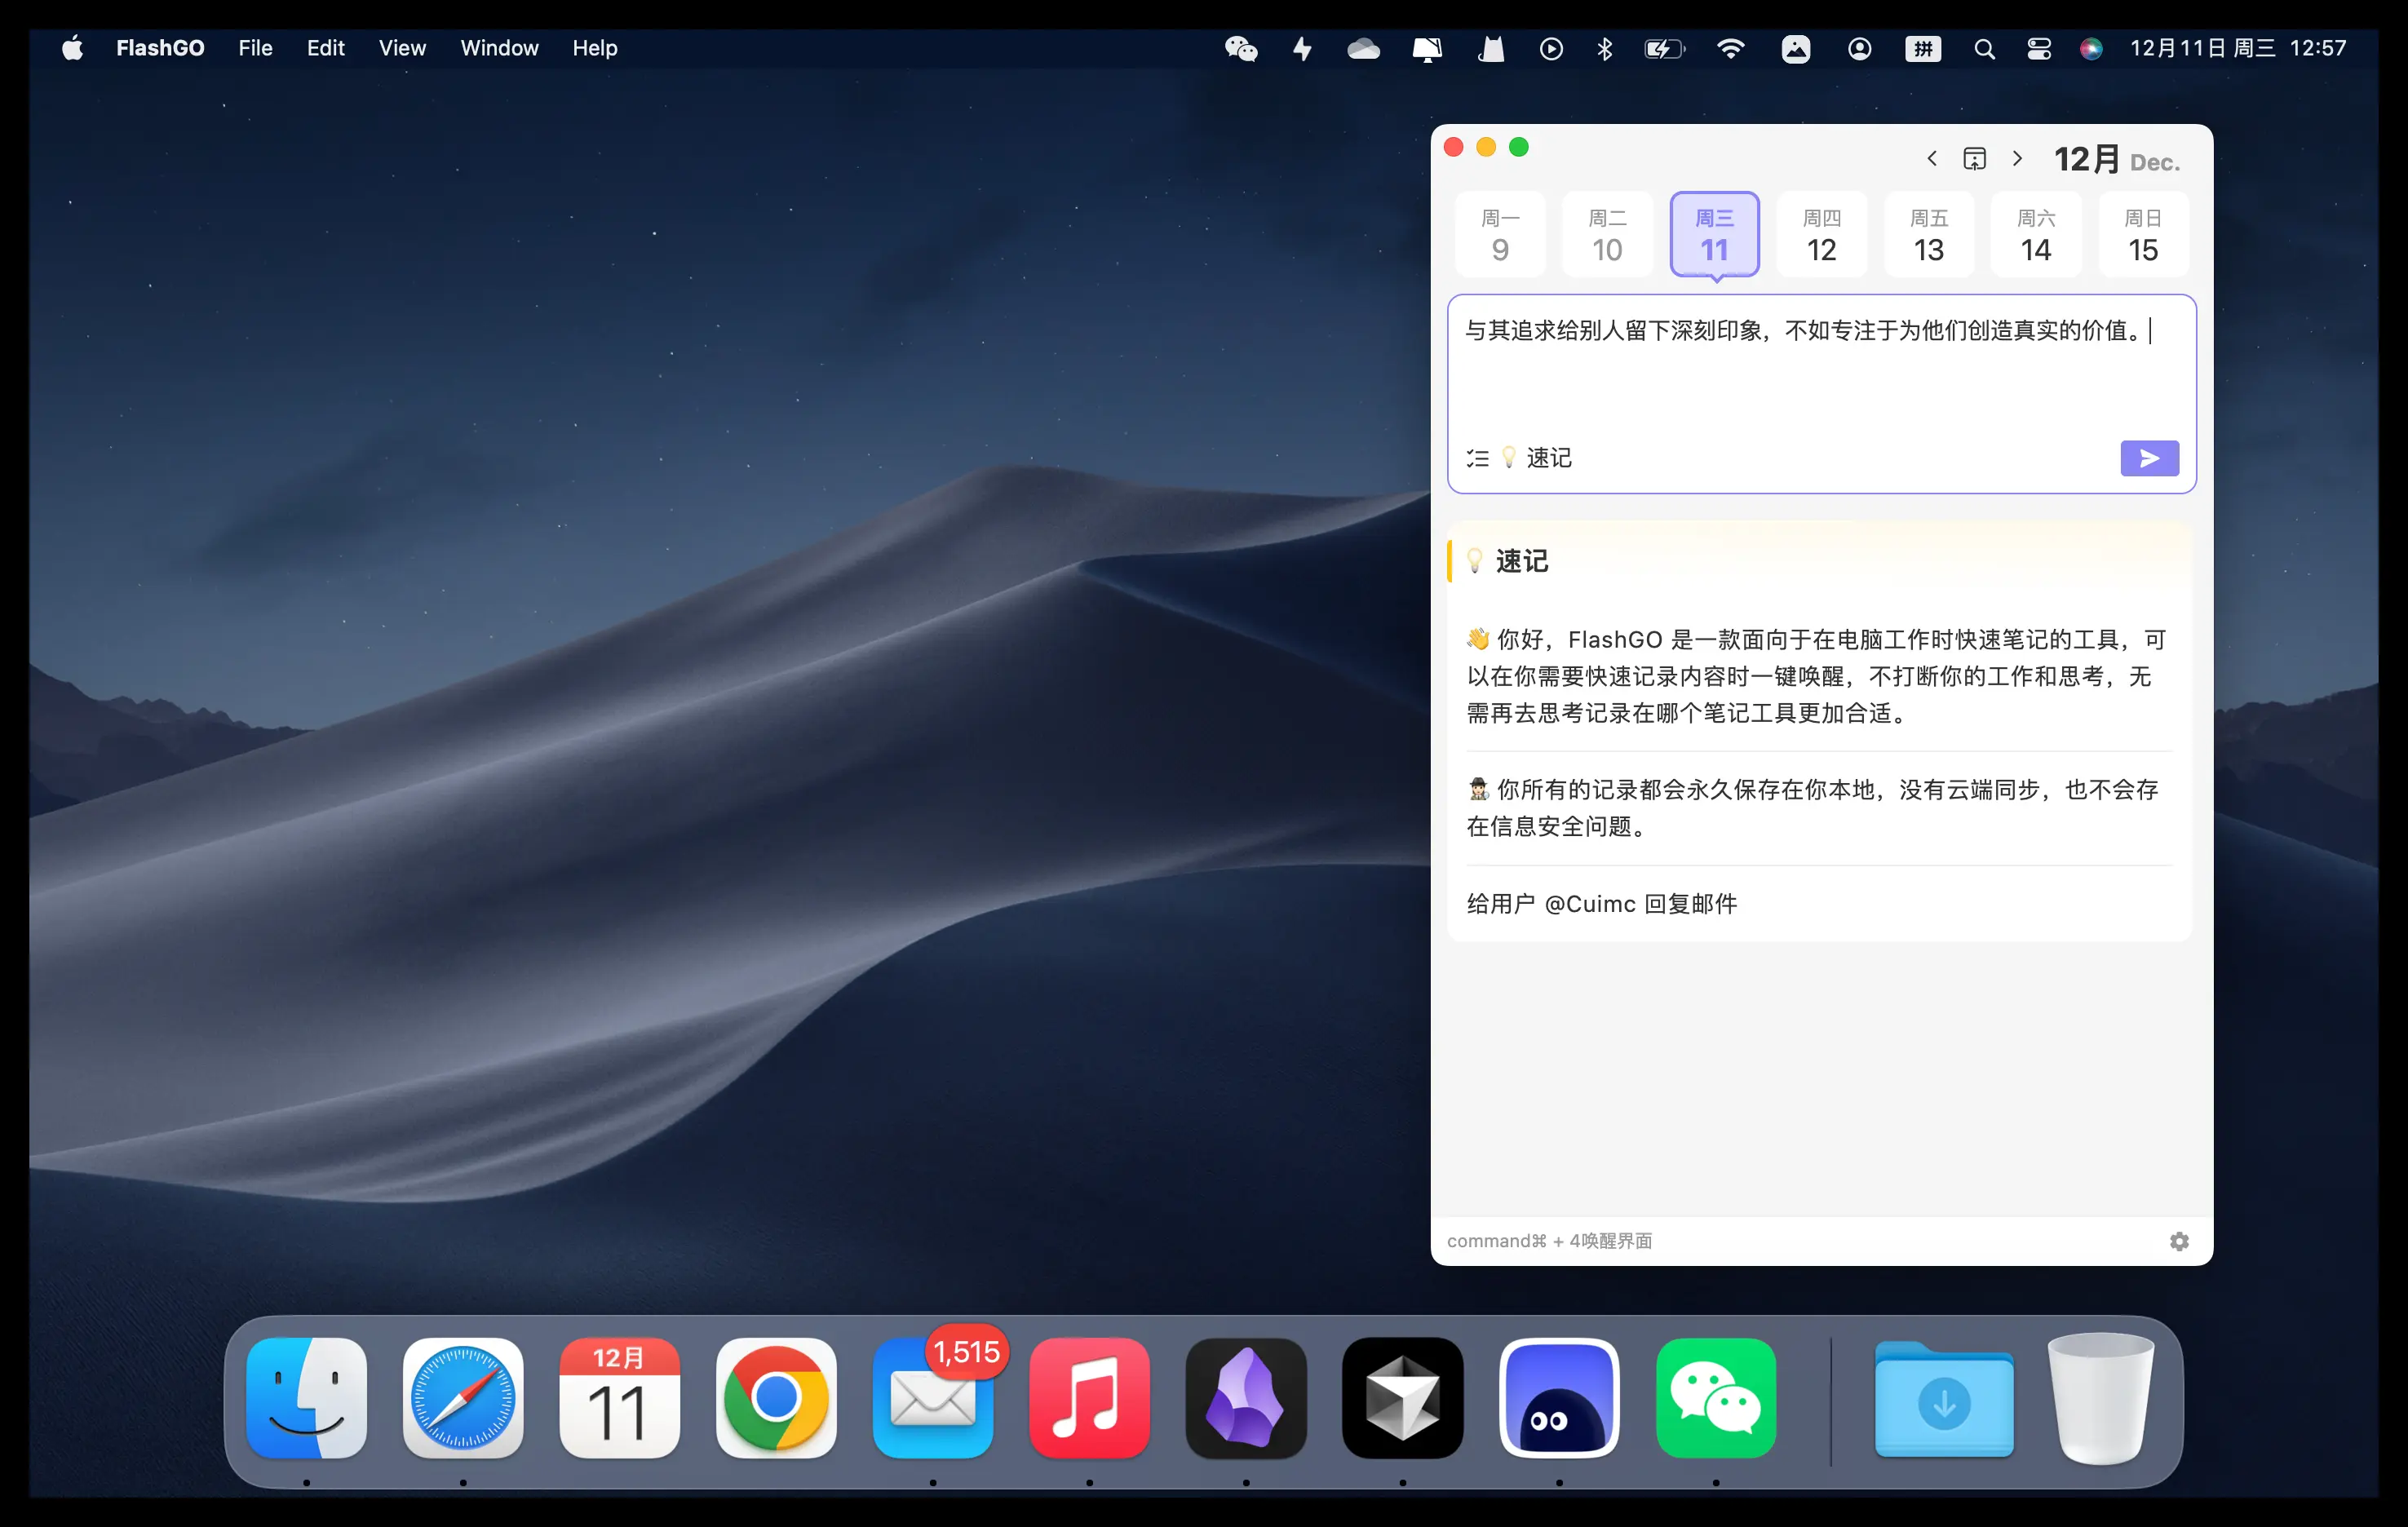 FlashGO File Edit View Window Help 拼 12月11日 周三 12:57
12月 Dec.
周一 周二 周三 周四 周五 周六 周日
9 10 11 12 13 14 15
与其追求给别人留下深刻印象，不如专注于为他们创造真实的价值。
速记
速记
👋 你好，FlashGO 是一款面向于在电脑工作时快速笔记的工具，可
以在你需要快速记录内容时一键唤醒，不打断你的工作和思考，无
需再去思考记录在哪个笔记工具更加合适。
🕵🏻 你所有的记录都会永久保存在你本地，没有云端同步，也不会存
在信息安全问题。
给用户 @Cuimc 回复邮件
command⌘ + 4唤醒界面
12月
11
1,515